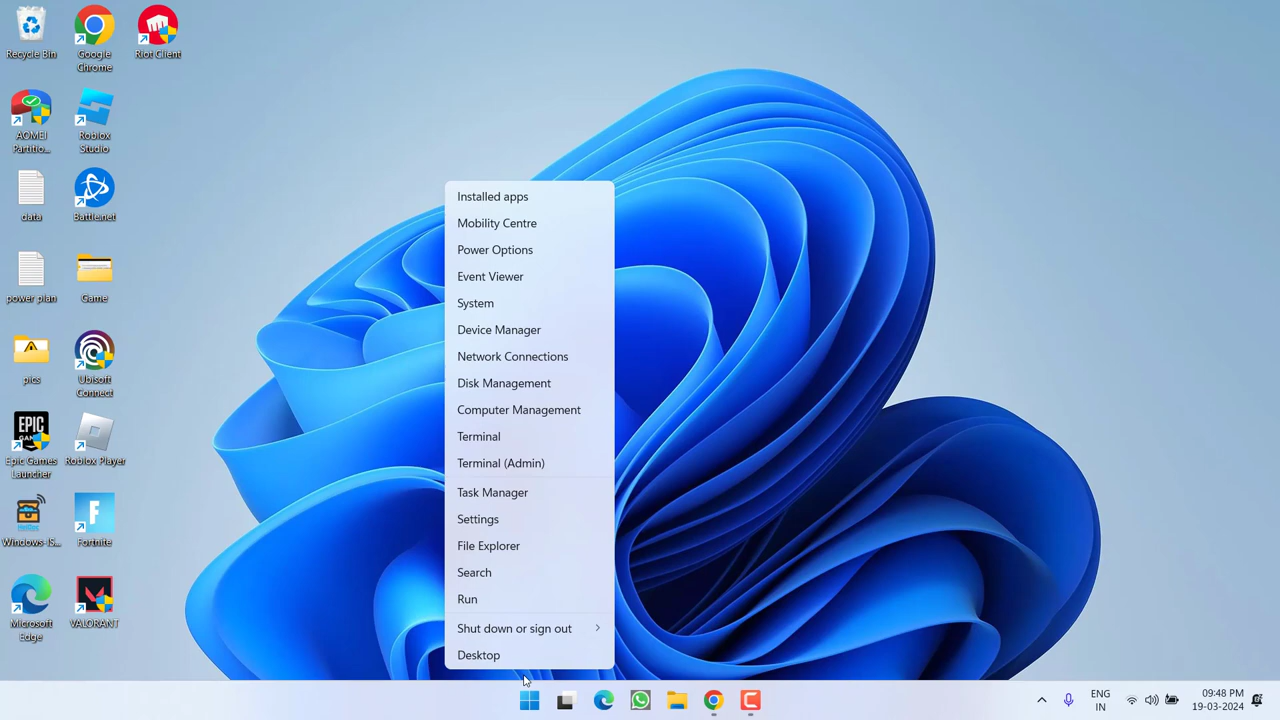 Recycle Bin
Google
Chrome
Riot Client
AOMEI
Partitio...
Roblox
Studio
data
Battle.net
power plan
Game
pics
Ubisoft
Connect
EPIC
Epic Games
Launcher
Roblox Player
Windows-IS...
Fortnite
Microsoft
Edge
VALORANT
Installed apps
Mobility Centre
Power Options
Event Viewer
System
Device Manager
Network Connections
Disk Management
Computer Management
Terminal
Terminal (Admin)
Task Manager
Settings
File Explorer
Search
Run
Shut down or sign out
Desktop
ENG
IN
09:48 PM
19-03-2024